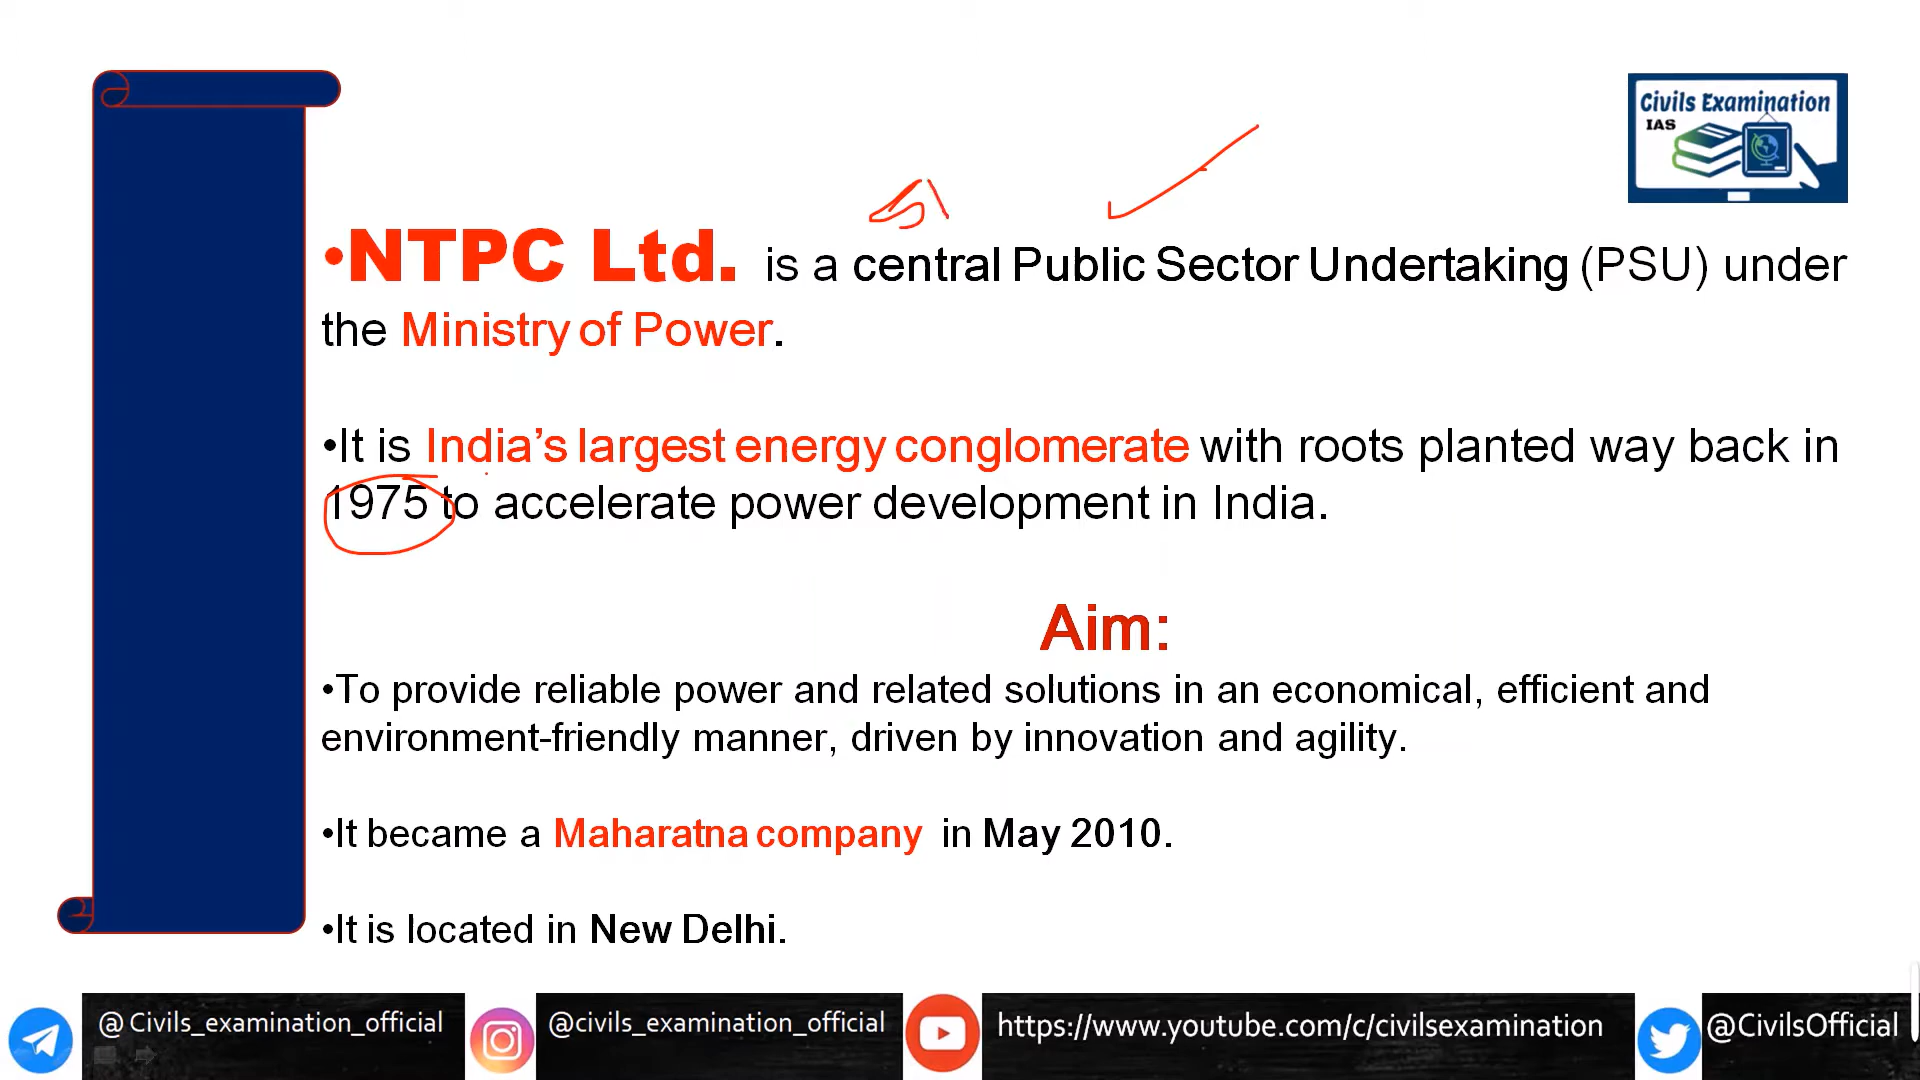 Civils Examination
IAS
•NTPC Ltd. is a central Public Sector Undertaking (PSU) under
the Ministry of Power.
•It is India’s largest energy conglomerate with roots planted way back in
1975 to accelerate power development in India.
Aim:
•To provide reliable power and related solutions in an economical, efficient and
environment-friendly manner, driven by innovation and agility.
•It became a Maharatna company in May 2010.
•It is located in New Delhi.
@ Civils_examination_official
@civils_examination_official
https://www.youtube.com/c/civilsexamination
@CivilsOfficial